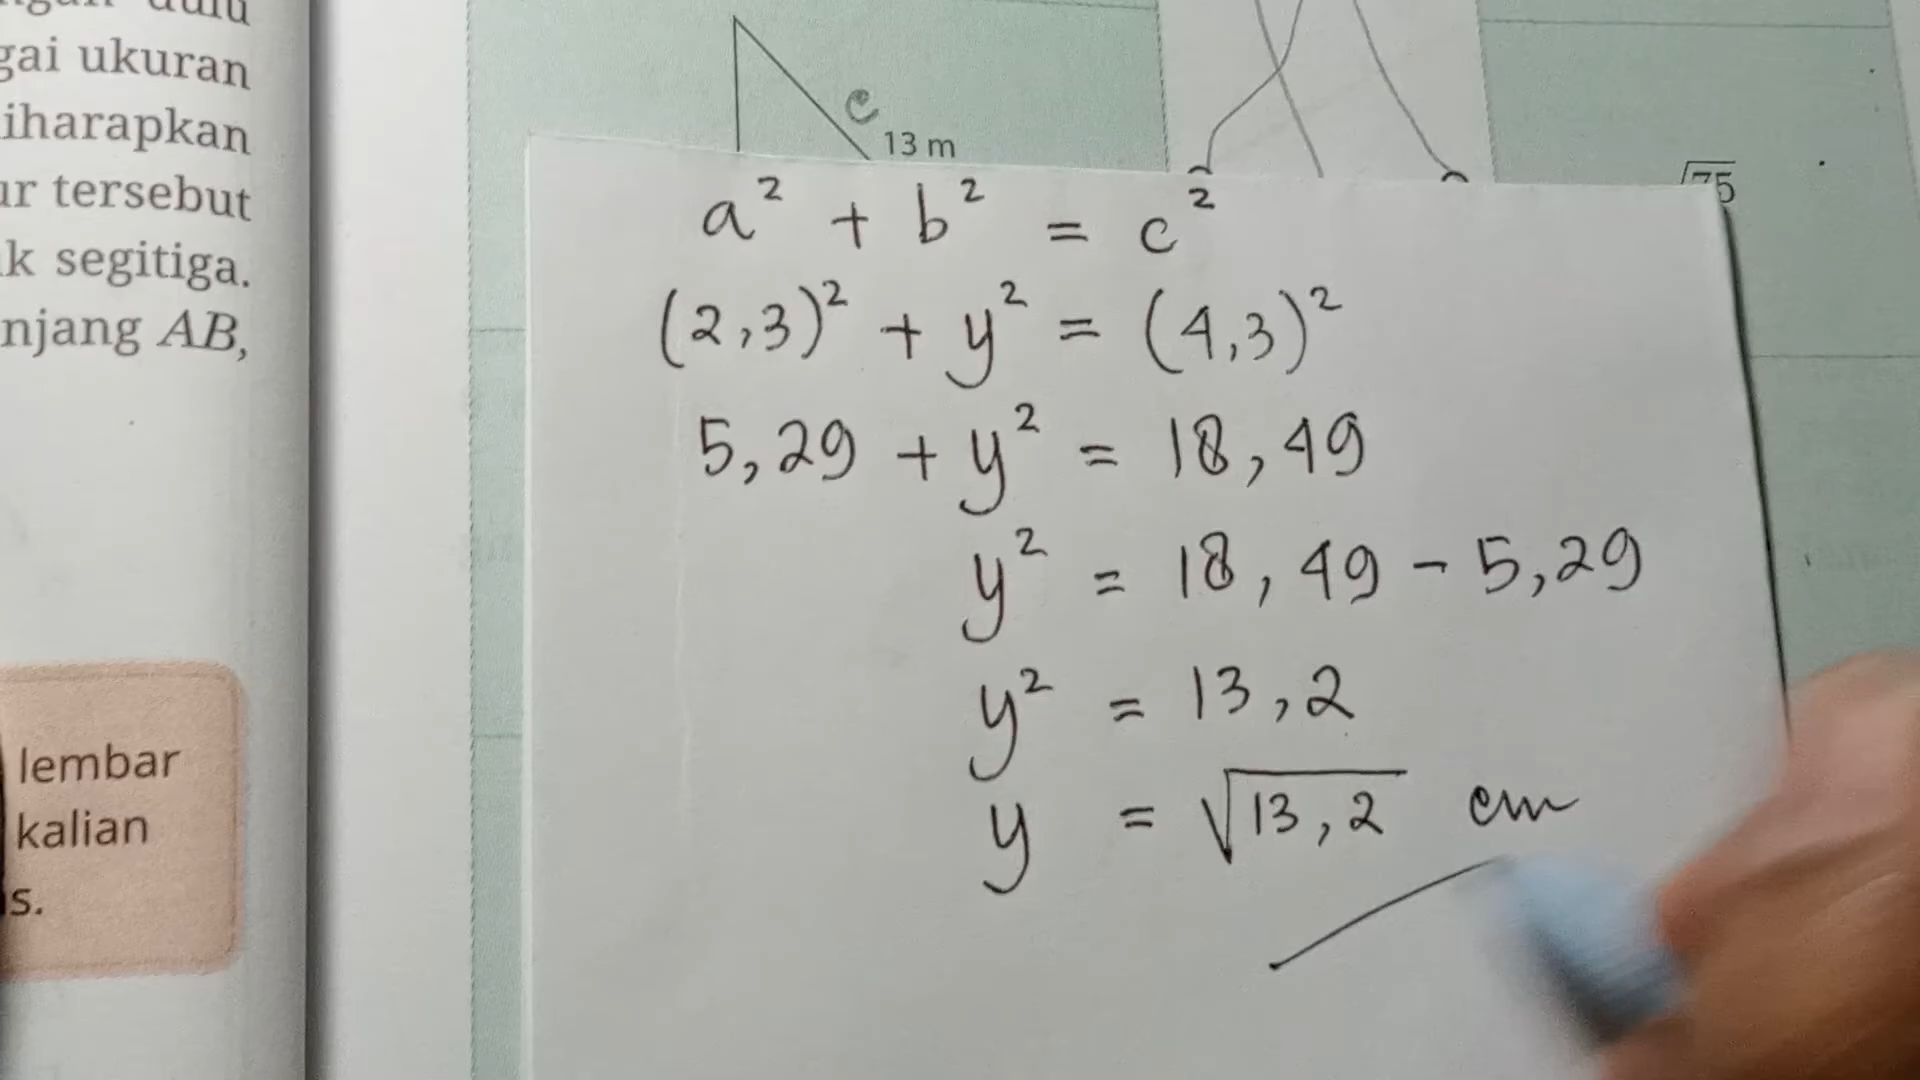 gai ukuran
iharapkan
ur tersebut
k segitiga.
njang AB,
lembar
kalian
s.
c
13 m
√75
a² + b² = c²
(2,3)² + y² = (4,3)²
5,29 + y² = 18,49
y² = 18,49 - 5,29
y² = 13,2
y = √13,2 cm